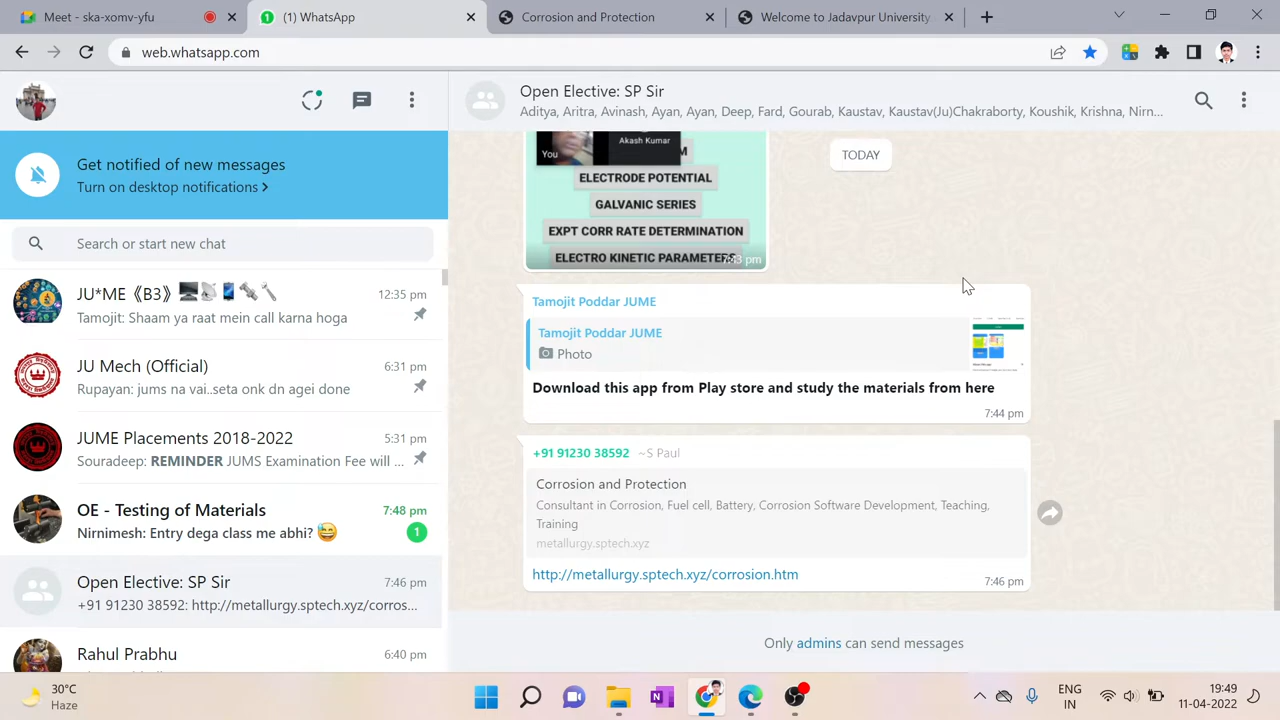 Meet - ska-xomv-yfu
(1) WhatsApp
Corrosion and Protection
Welcome to Jadavpur University
web.whatsapp.com
Open Elective: SP Sir
Aditya, Aritra, Avinash, Ayan, Ayan, Deep, Fard, Gourab, Kaustav, Kaustav(Ju)Chakraborty, Koushik, Krishna, Nirn...
Get notified of new messages
Turn on desktop notifications >
Search or start new chat
JU*ME《B3》
12:35 pm
Tamojit: Shaam ya raat mein call karna hoga
JU Mech (Official)
6:31 pm
Rupayan: jums na vai..seta onk dn agei done
JUME Placements 2018-2022
5:31 pm
Souradeep: REMINDER JUMS Examination Fee will ...
OE - Testing of Materials
7:48 pm
Nirnimesh: Entry dega class me abhi? 😅
1
Open Elective: SP Sir
7:46 pm
+91 91230 38592: http://metallurgy.sptech.xyz/corros...
Rahul Prabhu
6:40 pm
TODAY
You
Akash Kumar
M
ELECTRODE POTENTIAL
GALVANIC SERIES
EXPT CORR RATE DETERMINATION
ELECTRO KINETIC PARAMETERS
7:43 pm
Tamojit Poddar JUME
Tamojit Poddar JUME
Photo
Download this app from Play store and study the materials from here
7:44 pm
+91 91230 38592 ~S Paul
Corrosion and Protection
Consultant in Corrosion, Fuel cell, Battery, Corrosion Software Development, Teaching,
Training
metallurgy.sptech.xyz
http://metallurgy.sptech.xyz/corrosion.htm
7:46 pm
Only admins can send messages
30°C
Haze
ENG
IN
19:49
11-04-2022